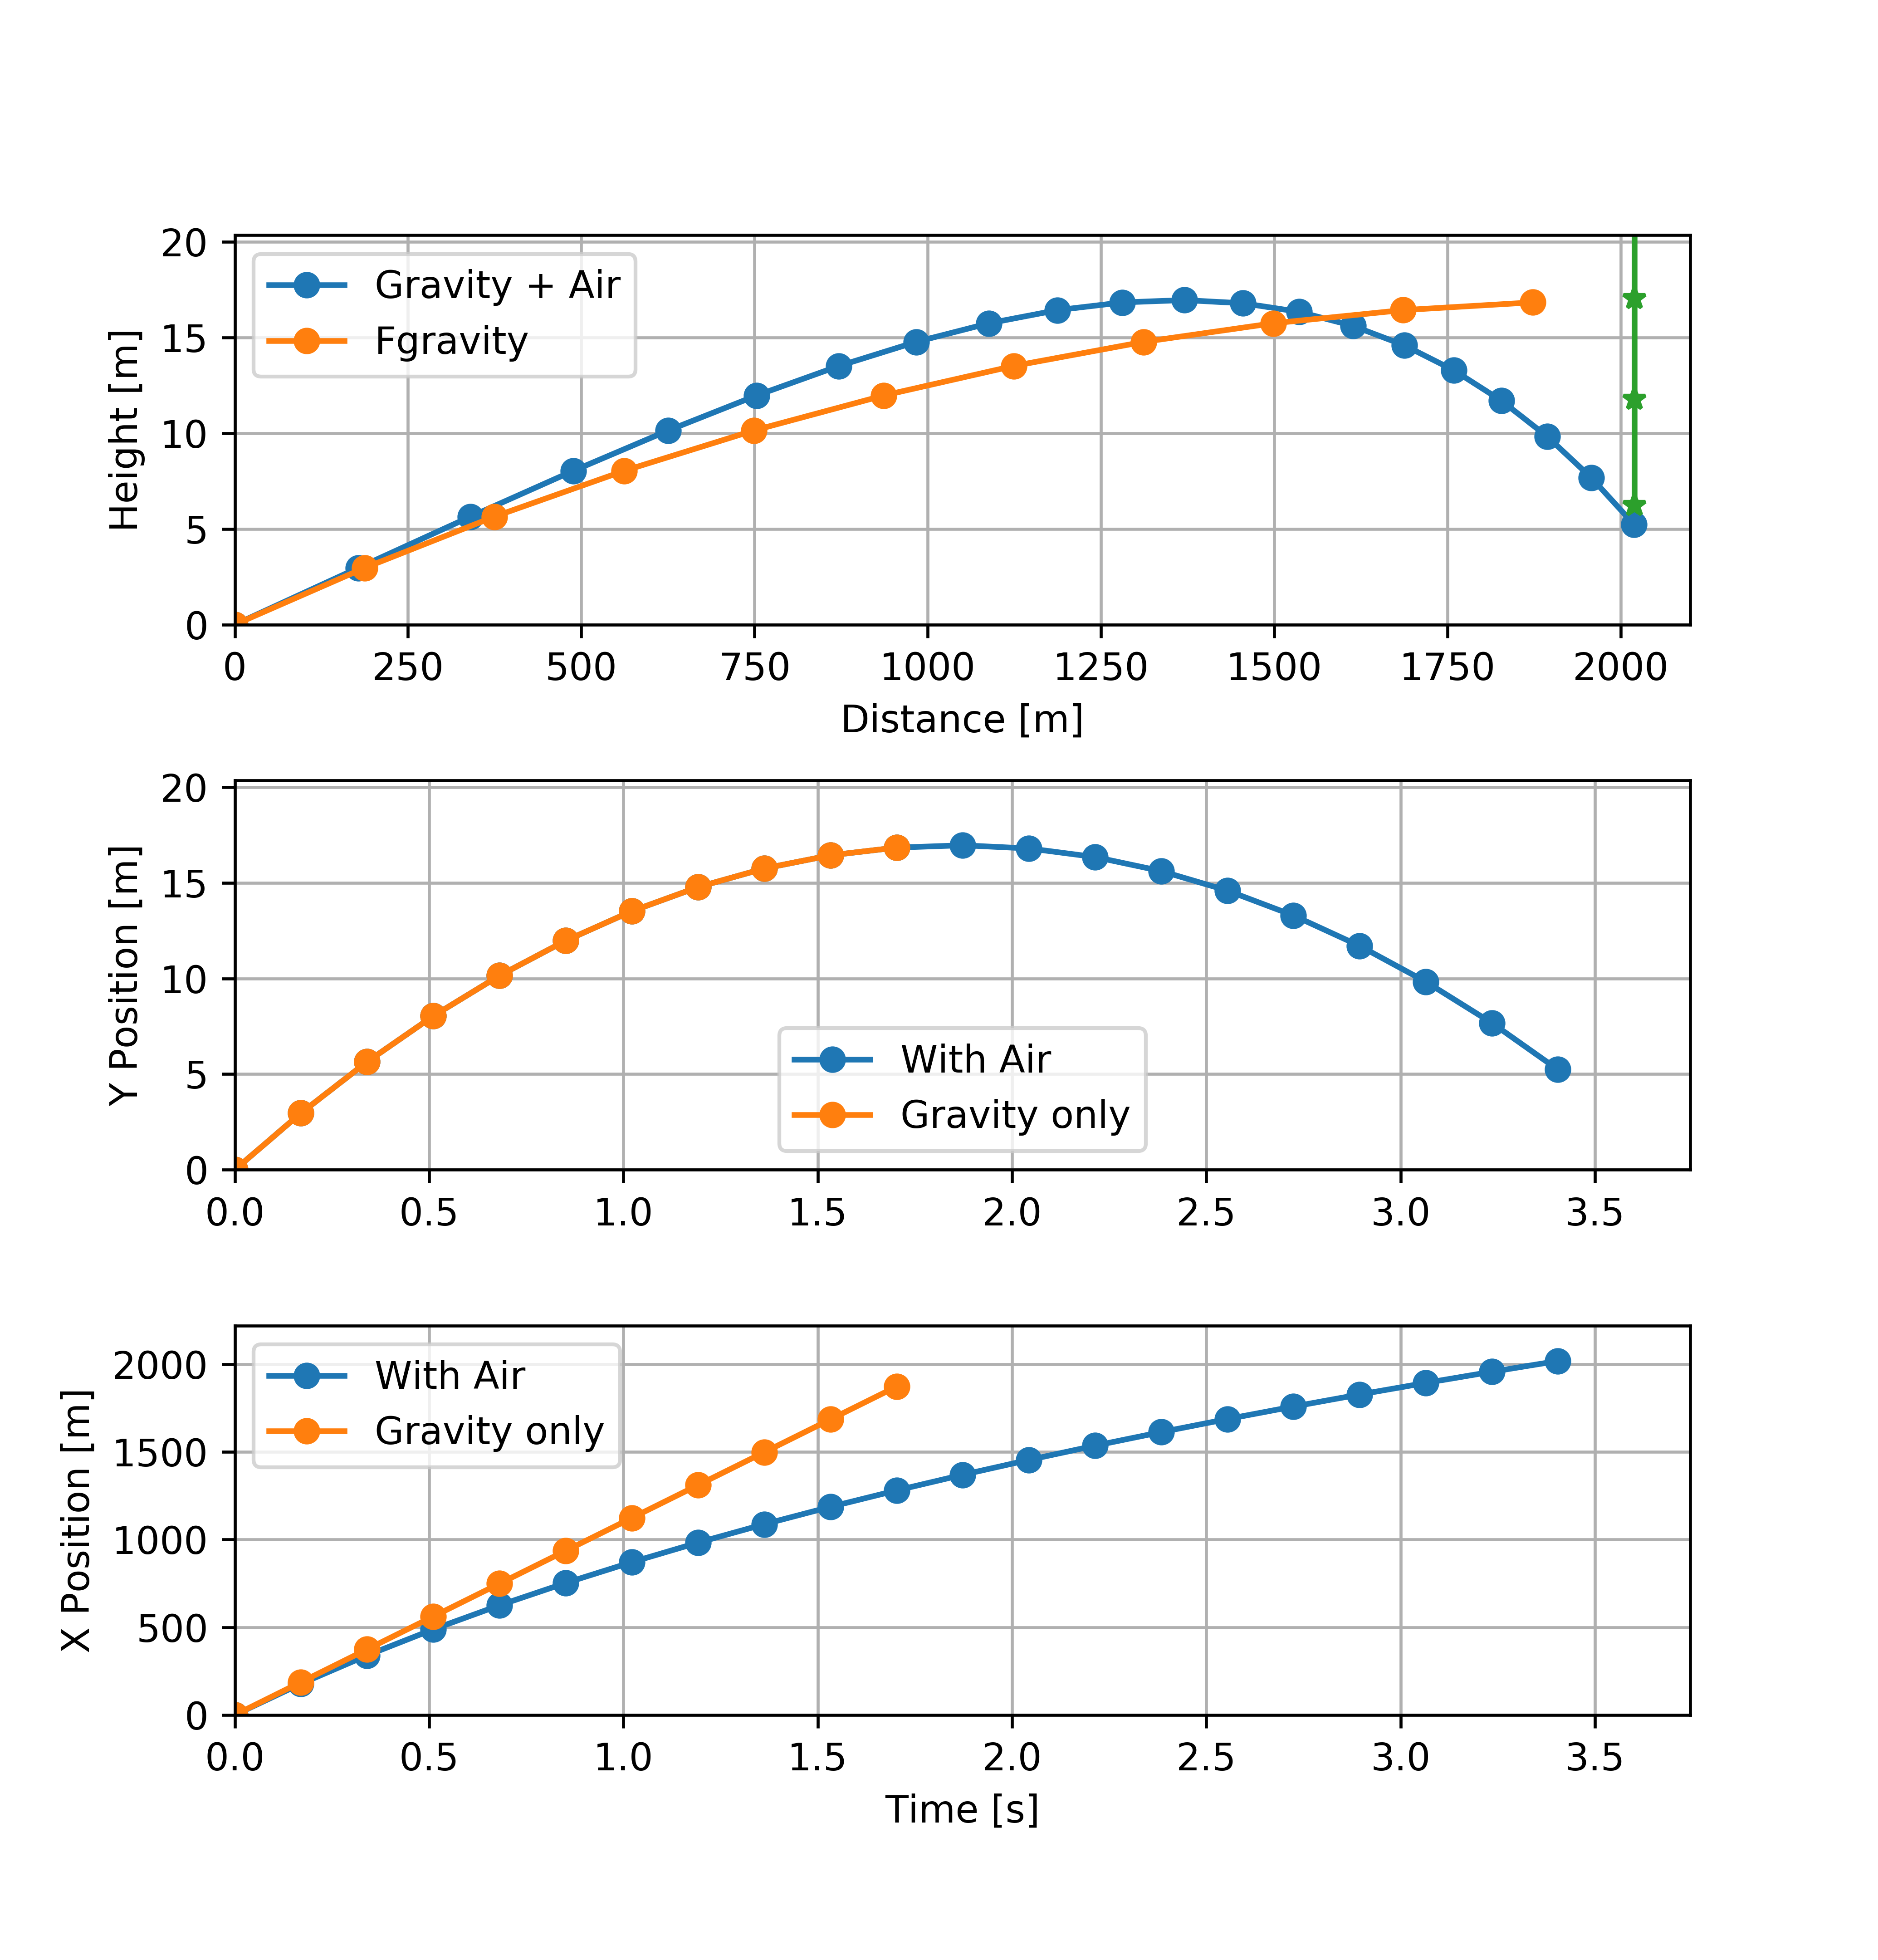 20
15
10
5
0
Height [m]
Gravity + Air
Fgravity
0 250 500 750 1000 1250 1500 1750 2000
Distance [m]
20
15
10
5
0
Y Position [m]
With Air
Gravity only
0.0 0.5 1.0 1.5 2.0 2.5 3.0 3.5
2000
1500
1000
500
0
X Position [m]
With Air
Gravity only
0.0 0.5 1.0 1.5 2.0 2.5 3.0 3.5
Time [s]